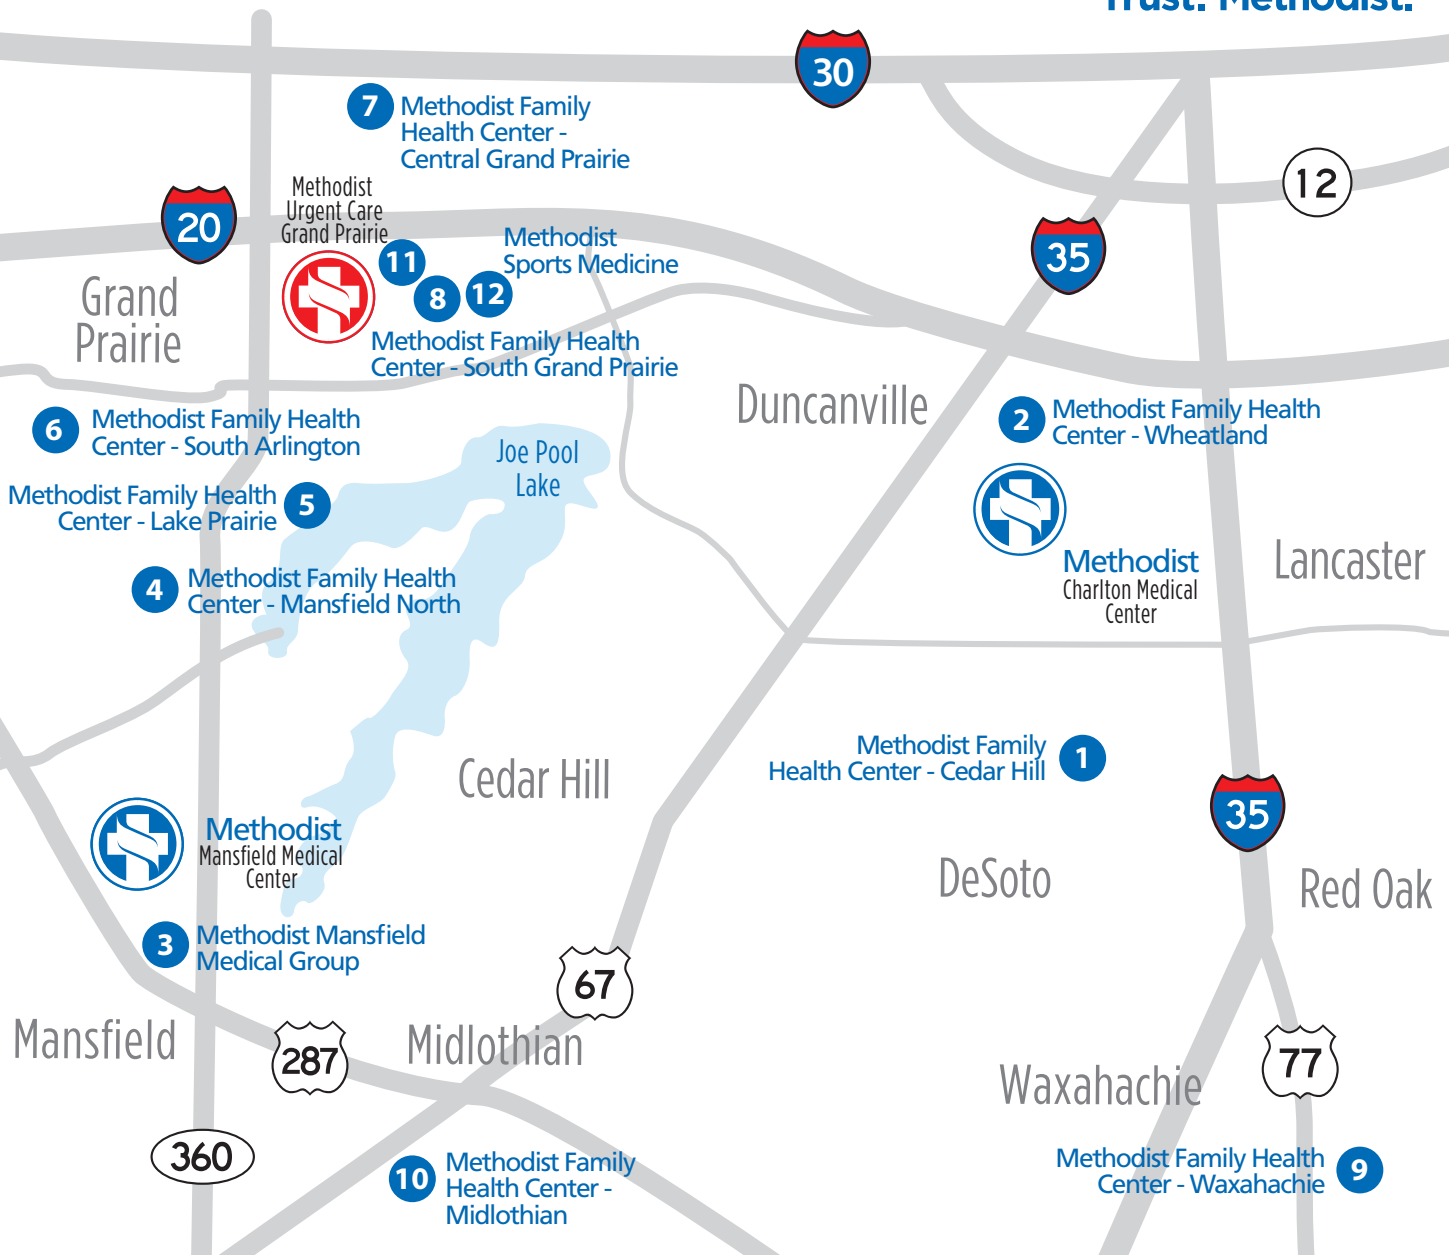 Trust. Methodist.
30
7
Methodist Family
Health Center -
Central Grand Prairie
12
20
Methodist
Urgent Care
Grand Prairie
11
8
12
Methodist
Sports Medicine
35
Grand
Prairie
Methodist Family Health
Center - South Grand Prairie
Duncanville
6
Methodist Family Health
Center - South Arlington
2
Methodist Family Health
Center - Wheatland
Joe Pool
Lake
Methodist Family Health
Center - Lake Prairie
5
Methodist
Charlton Medical
Center
Lancaster
4
Methodist Family Health
Center - Mansfield North
Methodist Family
Health Center - Cedar Hill
1
Cedar Hill
35
Methodist
Mansfield Medical
Center
DeSoto
Red Oak
3
Methodist Mansfield
Medical Group
67
Mansfield
287
Midlothian
77
Waxahachie
360
10
Methodist Family
Health Center -
Midlothian
Methodist Family Health
Center - Waxahachie
9